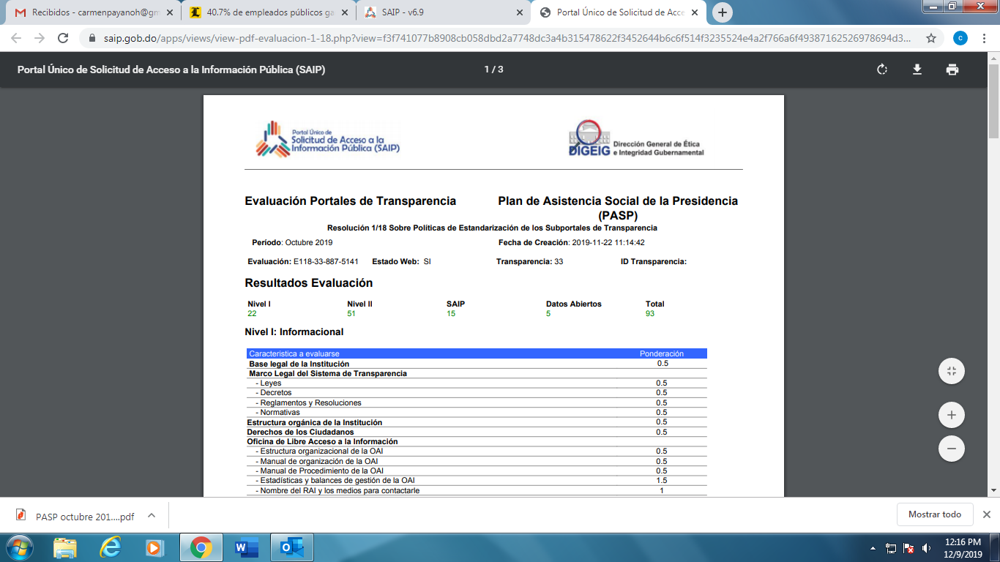 Recibidos - carmenpayanoh@gm
40.7% de empleados públicos ga
SAIP - v6.9
Portal Único de Solicitud de Acce
saip.gob.do/apps/views/view-pdf-evaluacion-1-18.php?view=f3f741077b8908cb058dbd2a7748dc3a4b315478622f3452644b6c6f514f3235524e4a2f766a6f49387162526978694d3...
c
Portal Único de Solicitud de Acceso a la Información Pública (SAIP)
1 / 3
Portal Único de
Solicitud de Acceso a la
Información Pública (SAIP)
DIGEIG
Dirección General de Ética
e Integridad Gubernamental
Evaluación Portales de Transparencia
Plan de Asistencia Social de la Presidencia
(PASP)
Resolución 1/18 Sobre Políticas de Estandarización de los Subportales de Transparencia
Período: Octubre 2019
Fecha de Creación: 2019-11-22 11:14:42
Evaluación: E118-33-887-5141 Estado Web: SI Transparencia: 33 ID Transparencia:
Resultados Evaluación
Nivel I Nivel II SAIP Datos Abiertos Total
22 51 15 5 93
Nivel I: Informacional
Caracteristica a evaluarse Ponderación
Base legal de la Institución 0.5
Marco Legal del Sistema de Transparencia
- Leyes 0.5
- Decretos 0.5
- Reglamentos y Resoluciones 0.5
- Normativas 0.5
Estructura orgánica de la Institución 0.5
Derechos de los Ciudadanos 0.5
Oficina de Libre Acceso a la Información
- Estructura organizacional de la OAI 0.5
- Manual de organización de la OAI 0.5
- Manual de Procedimiento de la OAI 0.5
- Estadísticas y balances de gestión de la OAI 1.5
- Nombre del RAI y los medios para contactarle 1
PASP octubre 201....pdf
Mostrar todo
12:16 PM
12/9/2019